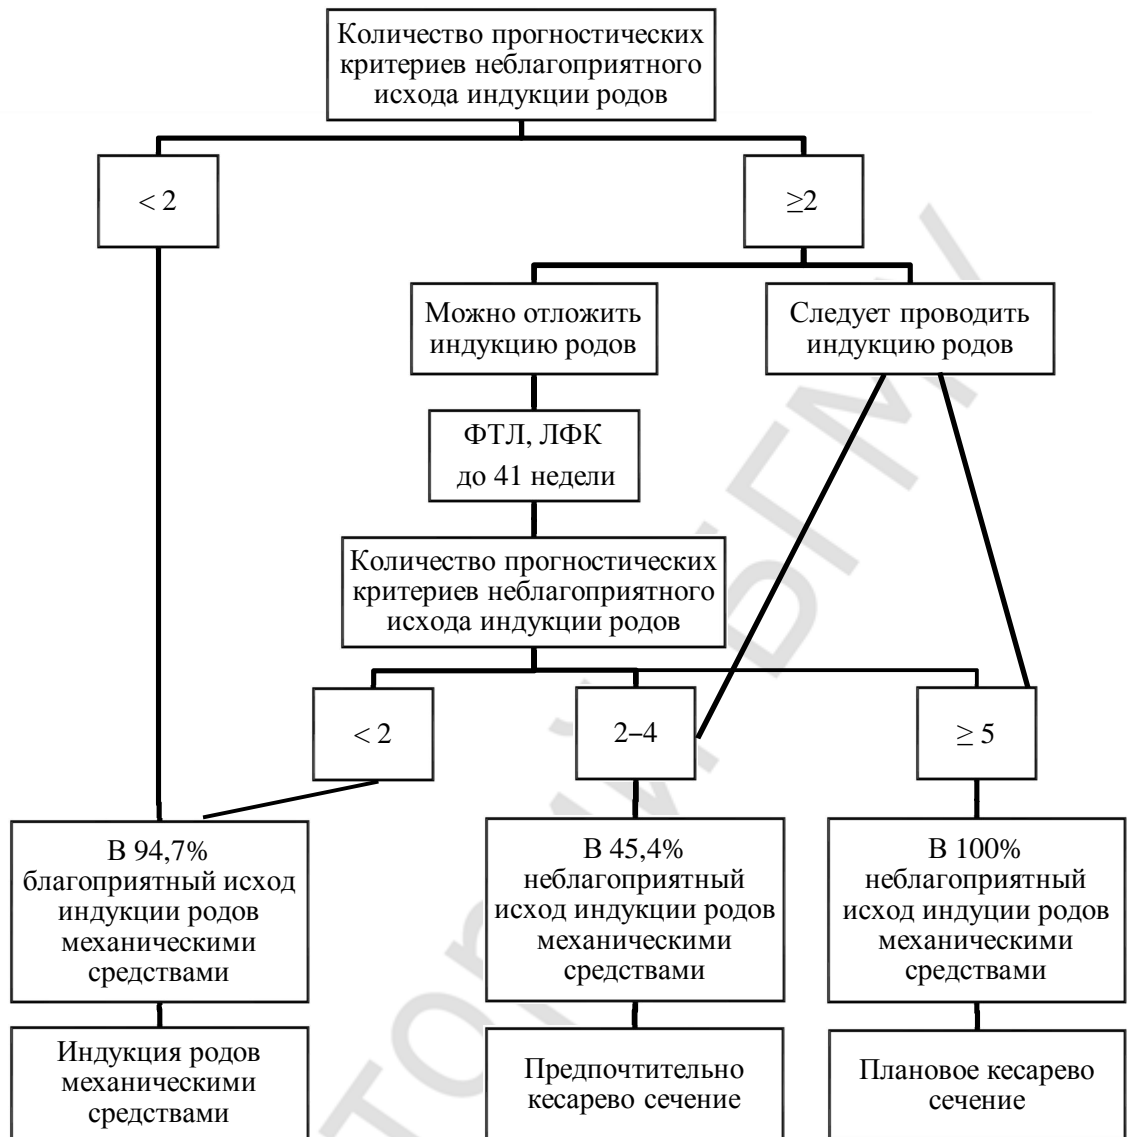 Количество прогностических
критериев неблагоприятного
исхода индукции родов
< 2
≥2
Можно отложить
индукцию родов
Следует проводить
индукцию родов
ФТЛ, ЛФК
до 41 недели
Количество прогностических
критериев неблагоприятного
исхода индукции родов
< 2
2–4
≥ 5
В 94,7%
благоприятный исход
индукции родов
механическими
средствами
В 45,4%
неблагоприятный
исход индукции родов
механическими
средствами
В 100%
неблагоприятный
исход индуции родов
механическими
средствами
Индукция родов
механическими
средствами
Предпочтительно
кесарево сечение
Плановое кесарево
сечение